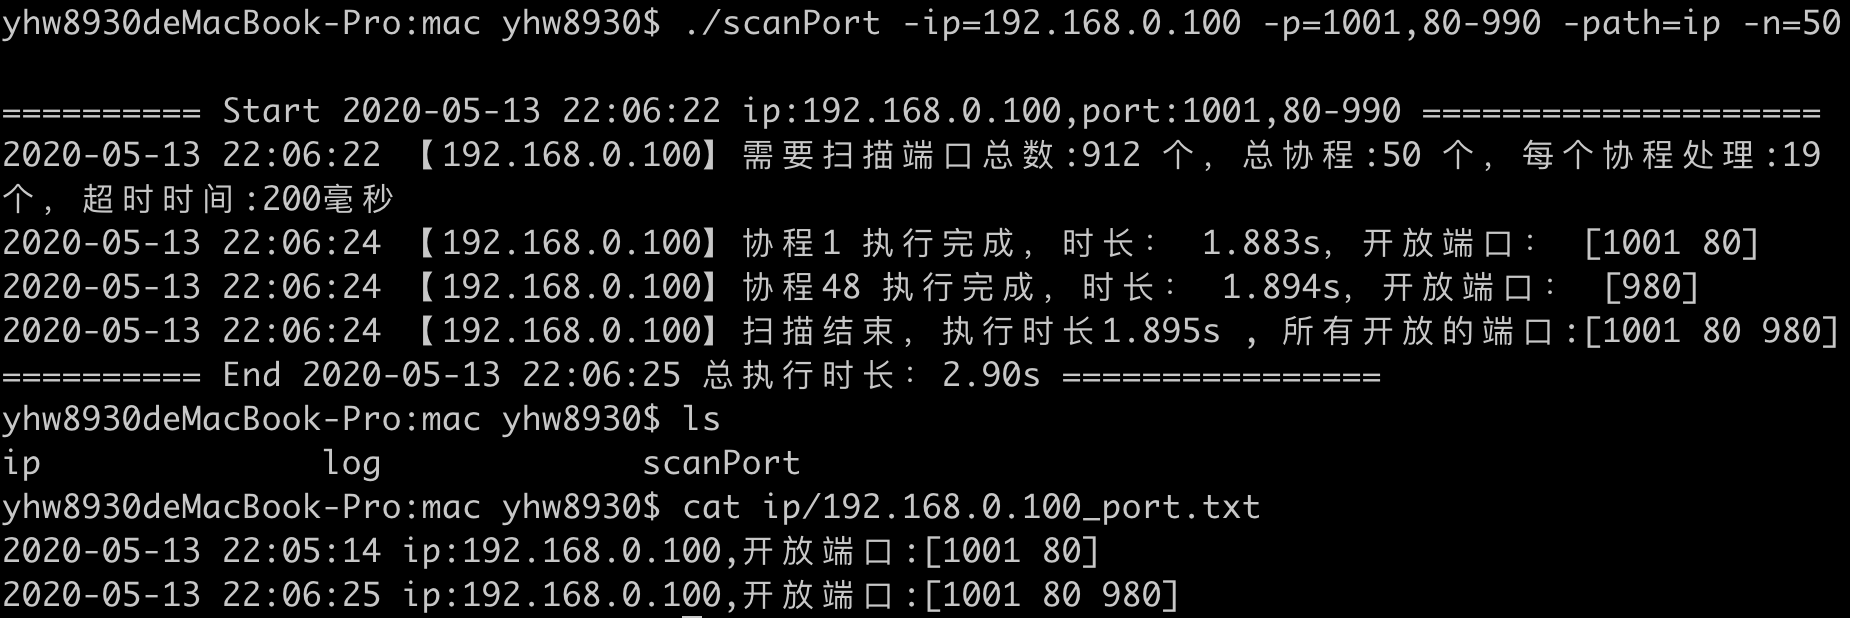 yhw8930deMacBook-Pro:mac yhw8930$ ./scanPort -ip=192.168.0.100 -p=1001,80-990 -path=ip -n=50
========== Start 2020-05-13 22:06:22 ip:192.168.0.100,port:1001,80-990 ====================
2020-05-13 22:06:22 【192.168.0.100】需要扫描端口总数:912 个，总协程:50 个，每个协程处理:19
个，超时时间:200毫秒
2020-05-13 22:06:24 【192.168.0.100】协程1 执行完成，时长： 1.883s，开放端口： [1001 80]
2020-05-13 22:06:24 【192.168.0.100】协程48 执行完成，时长： 1.894s，开放端口： [980]
2020-05-13 22:06:24 【192.168.0.100】扫描结束，执行时长1.895s , 所有开放的端口:[1001 80 980]
========== End 2020-05-13 22:06:25 总执行时长： 2.90s ================
yhw8930deMacBook-Pro:mac yhw8930$ ls
ip log scanPort
yhw8930deMacBook-Pro:mac yhw8930$ cat ip/192.168.0.100_port.txt
2020-05-13 22:05:14 ip:192.168.0.100,开放端口:[1001 80]
2020-05-13 22:06:25 ip:192.168.0.100,开放端口:[1001 80 980]